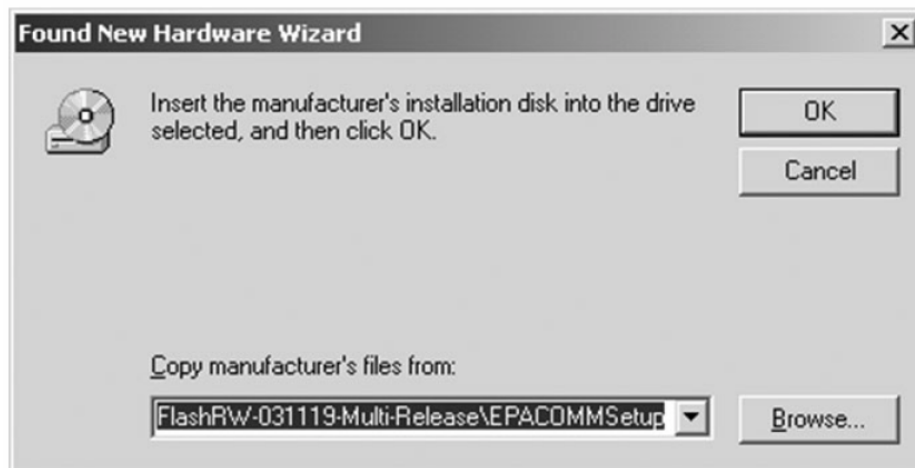 Found New Hardware Wizard
Insert the manufacturer's installation disk into the drive
selected, and then click OK.
OK
Cancel
Copy manufacturer's files from:
FlashRW-031119-Multi-Release\EPACOMMSetup
Browse...